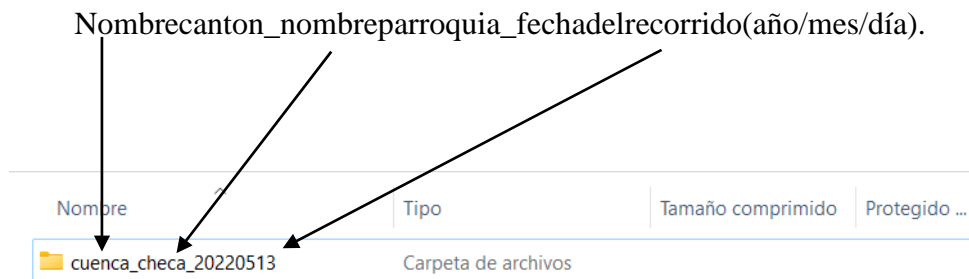 Nombrecanton_nombreparroquia_fechadelrecorrido(año/mes/día).
Nombre Tipo Tamaño comprimido Protegido ...
cuenca_checa_20220513 Carpeta de archivos